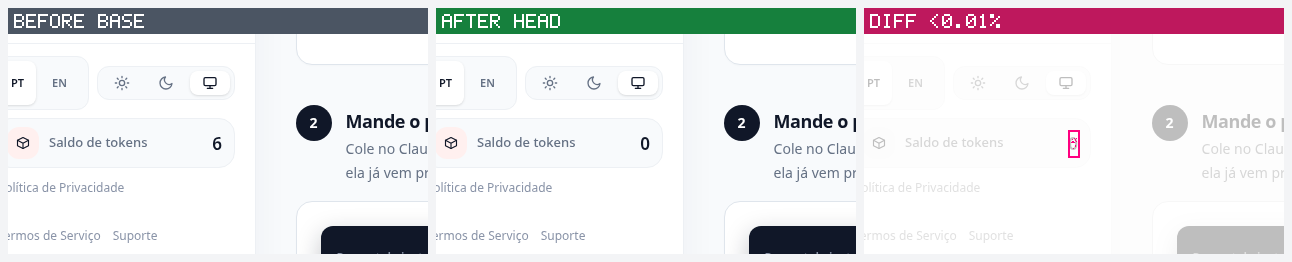 BEFORE BASE
PT EN
2 Mande o
Saldo de tokens 6
Cole no Clau
ela já vem pr
olítica de Privacidade
ermos de Serviço Suporte
AFTER HEAD
PT EN
2 Mande o
Saldo de tokens 0
Cole no Clau
ela já vem pr
olítica de Privacidade
ermos de Serviço Suporte
DIFF <0.01%
PT EN
2 Mande o
Saldo de tokens
Cole no Clau
ela já vem pr
olítica de Privacidade
ermos de Serviço Suporte